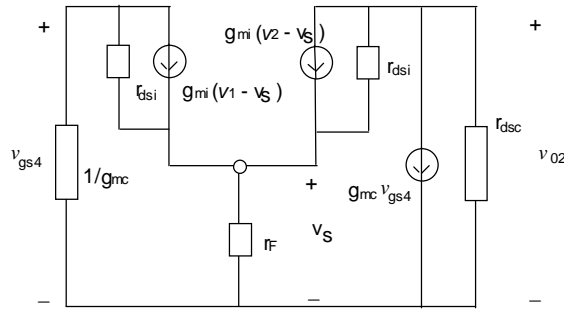 +
g_mi(v2 - v_S)
+
r_dsi
g_mi(v1 - v_S)
r_dsi
r_dsc
v_gs4
1/g_mc
+
g_mc v_gs4
v_02
r_F
v_S
−
−
−